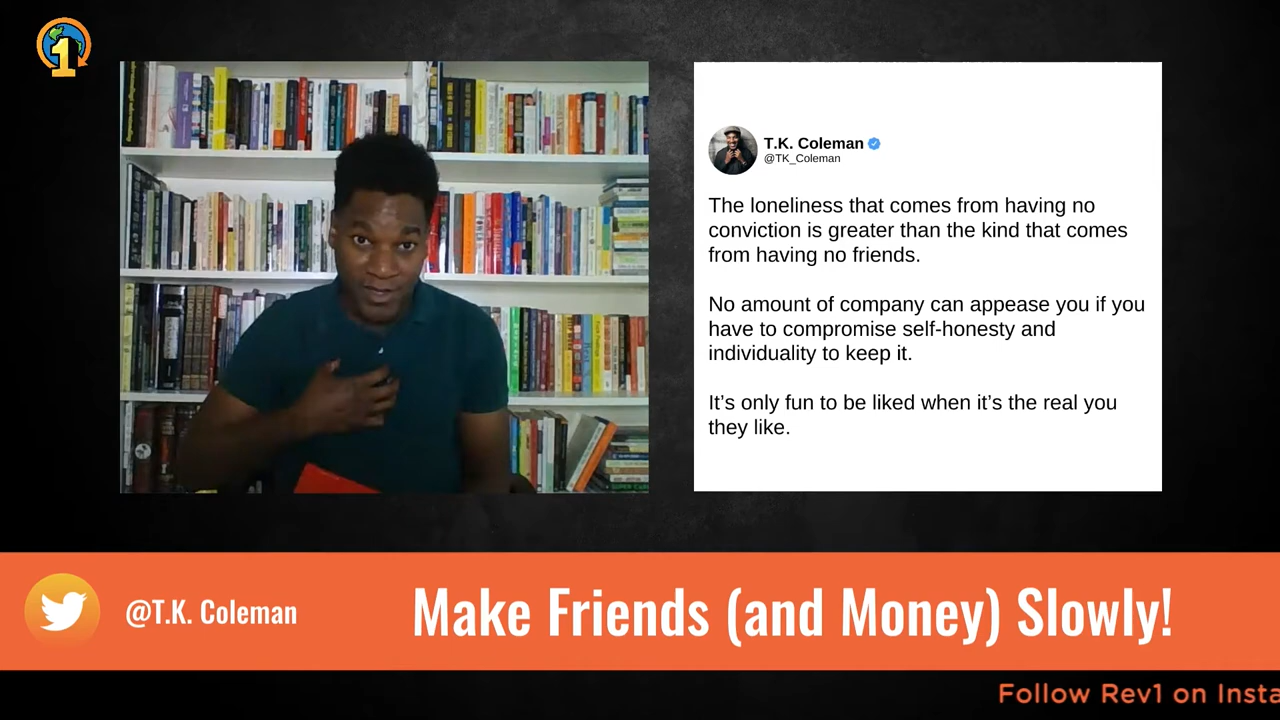 1
T.K. Coleman
@TK_Coleman
The loneliness that comes from having no
conviction is greater than the kind that comes
from having no friends.
No amount of company can appease you if you
have to compromise self-honesty and
individuality to keep it.
It’s only fun to be liked when it’s the real you
they like.
@T.K. Coleman
Make Friends (and Money) Slowly!
Follow Rev1 on Insta